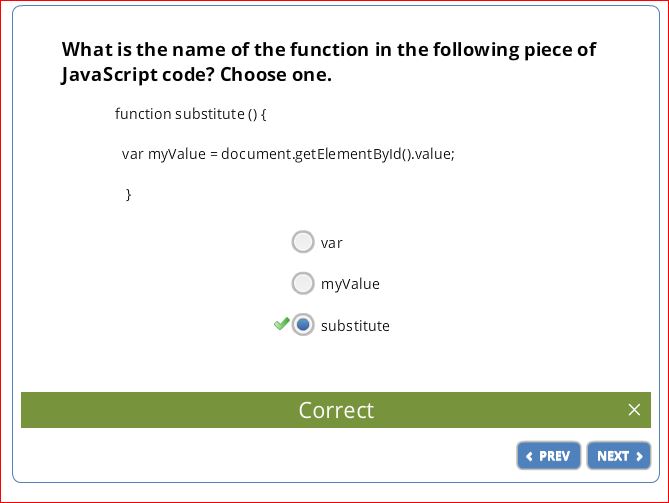 What is the name of the function in the following piece of
JavaScript code? Choose one.
function substitute () {
var myValue = document.getElementById().value;
}
var
myValue
substitute
Correct
PREV
NEXT